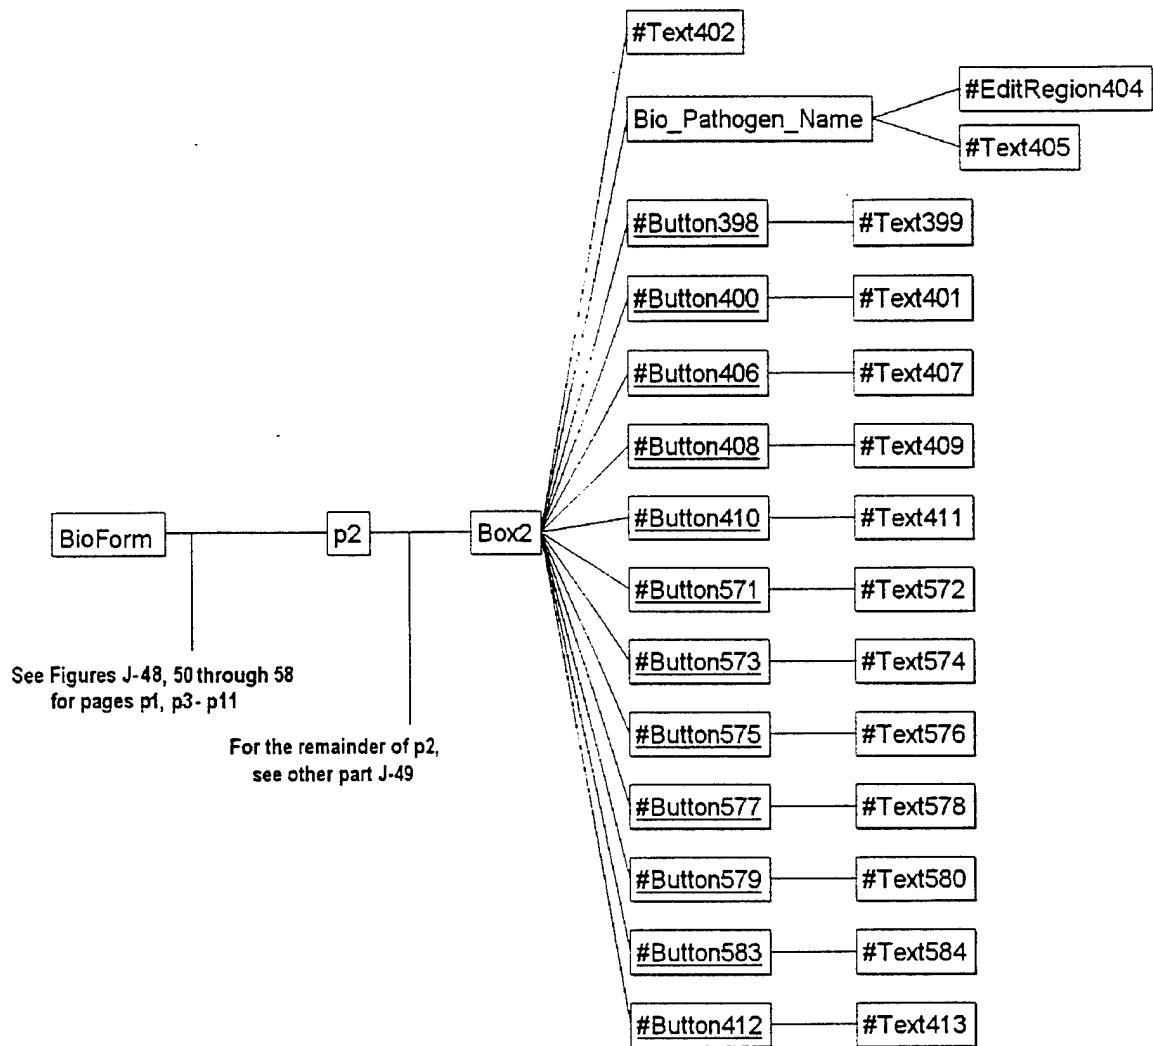 #Text402
Bio_Pathogen_Name
#EditRegion404
#Text405
#Button398
#Text399
#Button400
#Text401
#Button406
#Text407
#Button408
#Text409
#Button410
#Text411
BioForm
p2
Box2
#Button571
#Text572
#Button573
#Text574
See Figures J-48, 50 through 58
for pages p1, p3- p11
For the remainder of p2,
see other part J-49
#Button575
#Text576
#Button577
#Text578
#Button579
#Text580
#Button583
#Text584
#Button412
#Text413